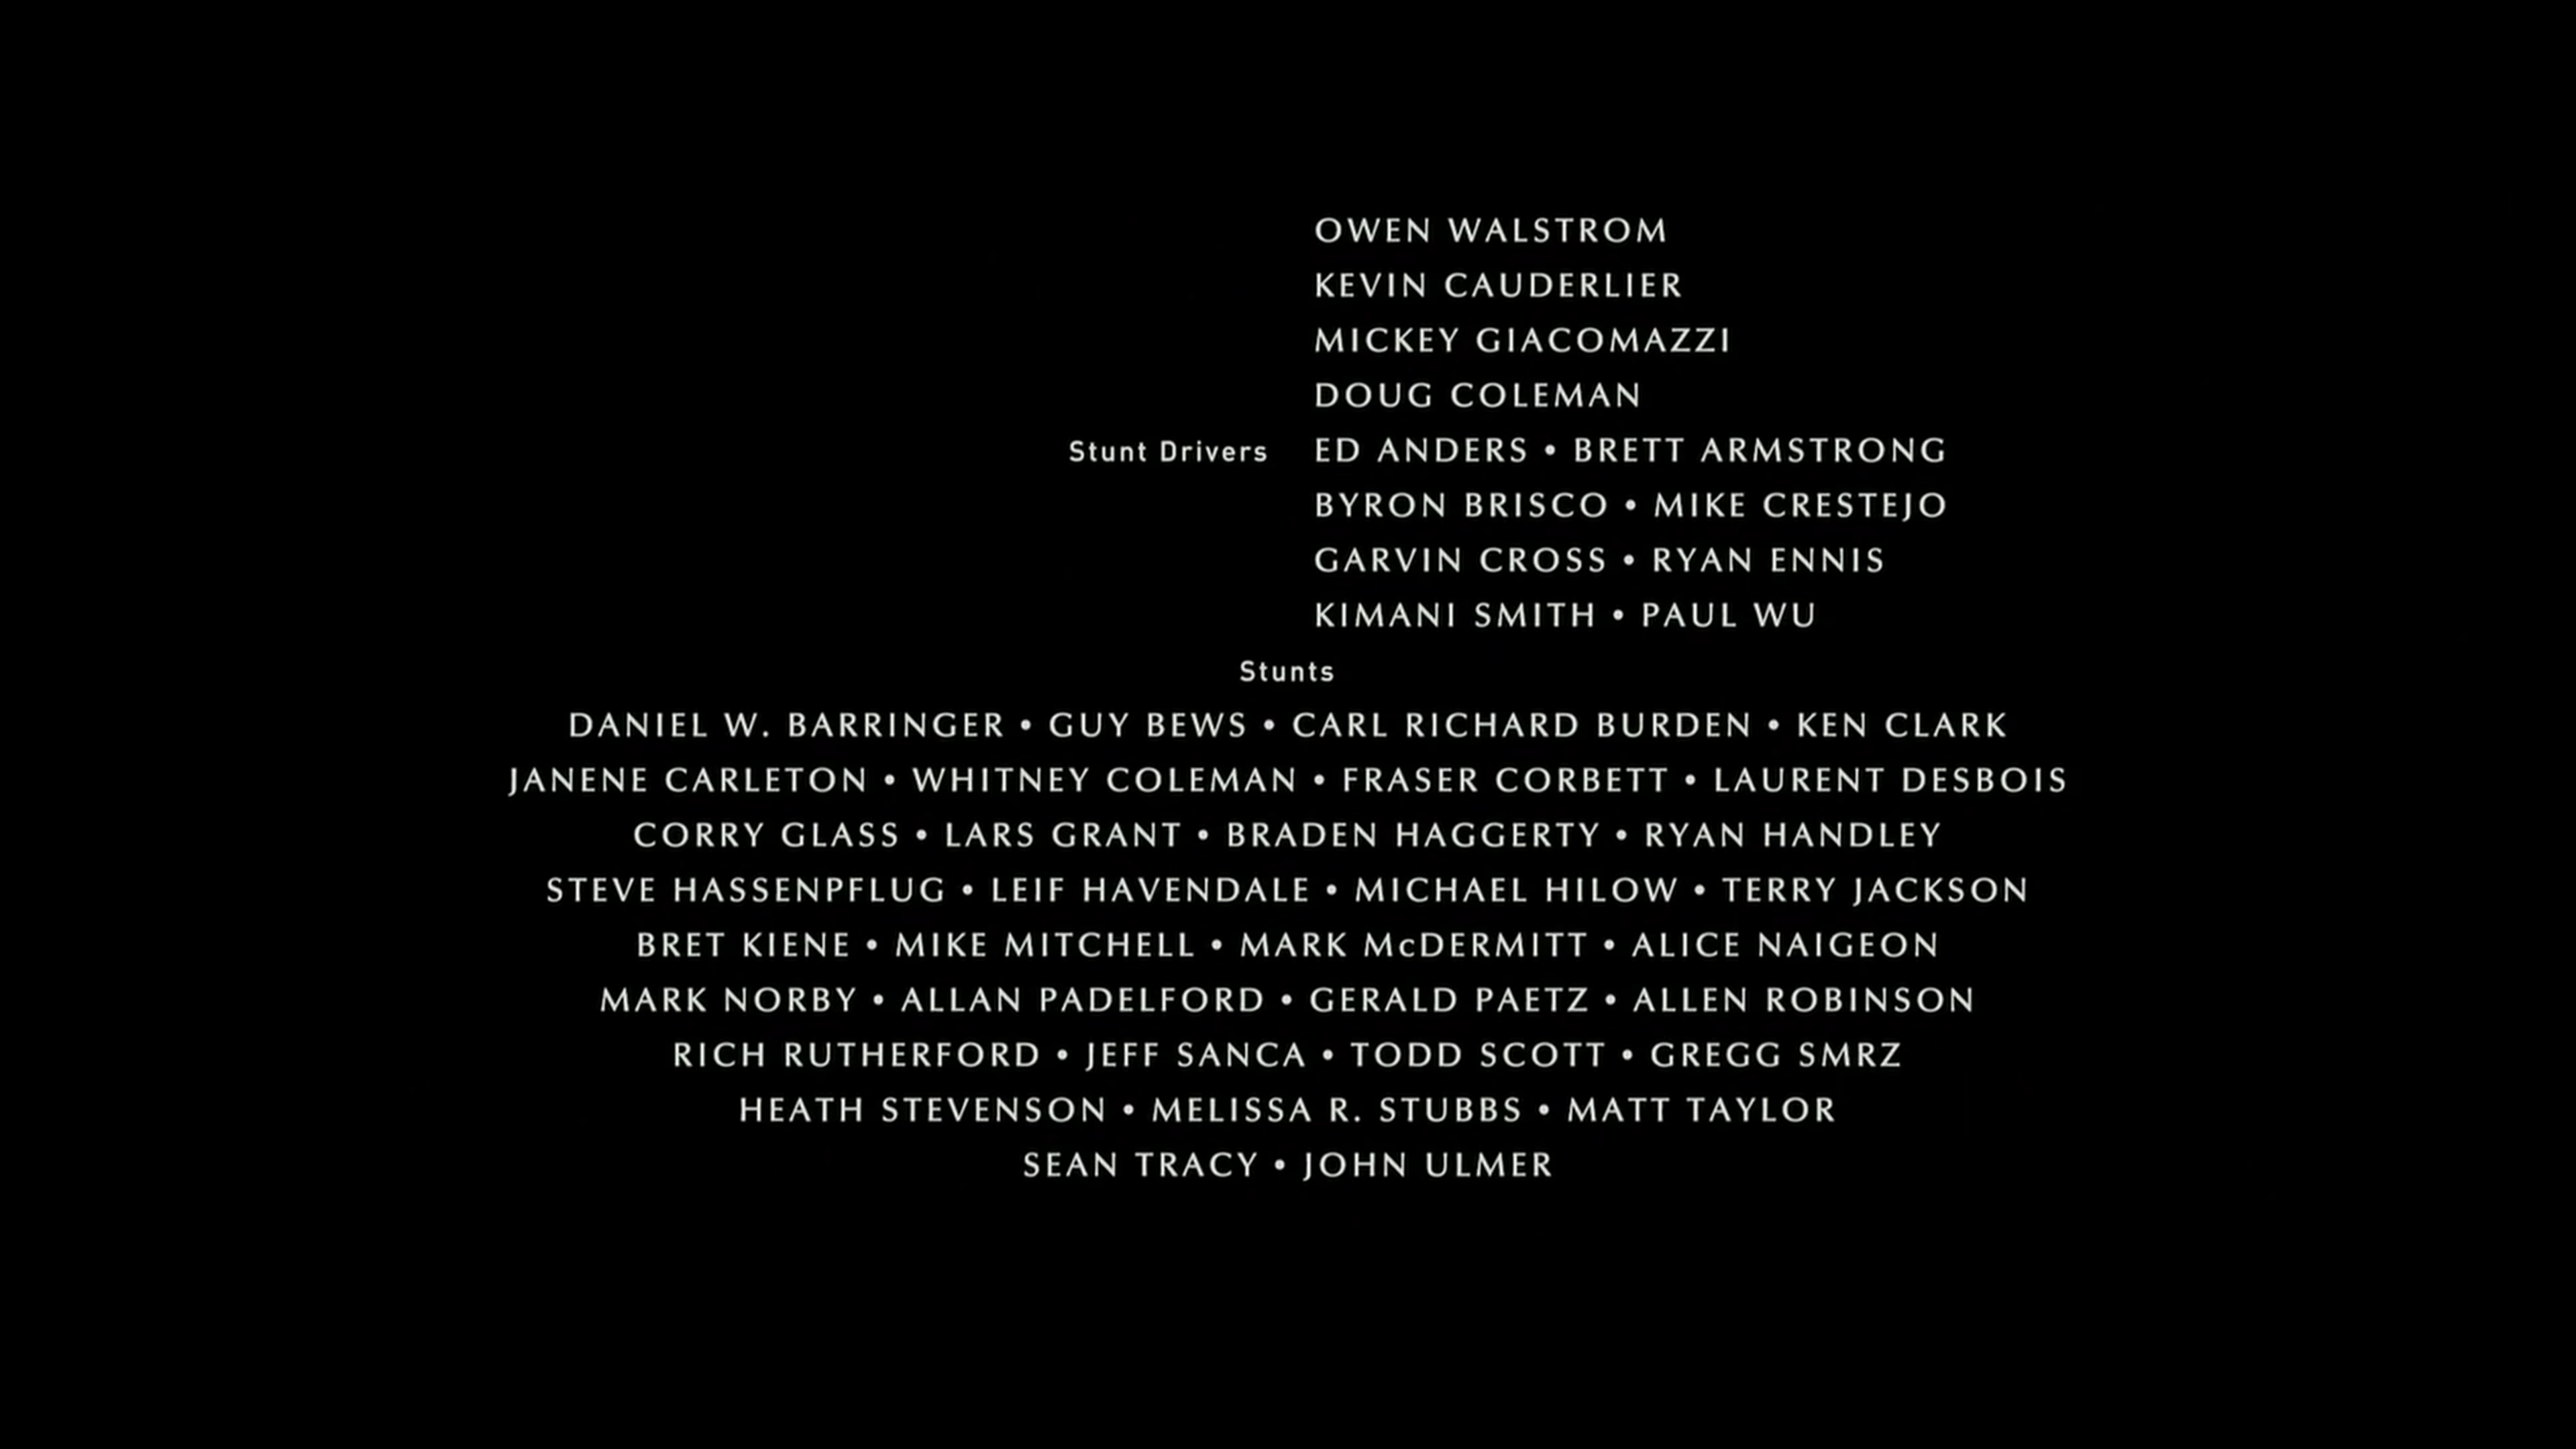 OWEN WALSTROM
KEVIN CAUDERLIER
MICKEY GIACOMAZZI
DOUG COLEMAN
Stunt Drivers ED ANDERS • BRETT ARMSTRONG
BYRON BRISCO • MIKE CRESTEJO
GARVIN CROSS • RYAN ENNIS
KIMANI SMITH • PAUL WU
Stunts
DANIEL W. BARRINGER • GUY BEWS • CARL RICHARD BURDEN • KEN CLARK
JANENE CARLETON • WHITNEY COLEMAN • FRASER CORBETT • LAURENT DESBOIS
CORRY GLASS • LARS GRANT • BRADEN HAGGERTY • RYAN HANDLEY
STEVE HASSENPFLUG • LEIF HAVENDALE • MICHAEL HILOW • TERRY JACKSON
BRET KIENE • MIKE MITCHELL • MARK McDERMITT • ALICE NAIGEON
MARK NORBY • ALLAN PADELFORD • GERALD PAETZ • ALLEN ROBINSON
RICH RUTHERFORD • JEFF SANCA • TODD SCOTT • GREGG SMRZ
HEATH STEVENSON • MELISSA R. STUBBS • MATT TAYLOR
SEAN TRACY • JOHN ULMER